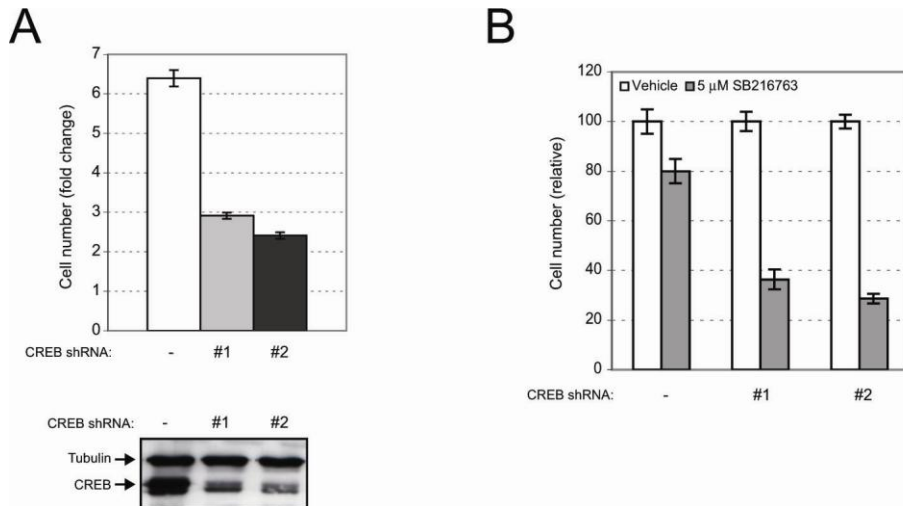 A
7
6
5
4
3
2
1
0
Cell number (fold change)
CREB shRNA: - #1 #2
CREB shRNA: - #1 #2
Tubulin
CREB
B
120
100
80
60
40
20
0
Cell number (relative)
Vehicle 5 μM SB216763
CREB shRNA: - #1 #2